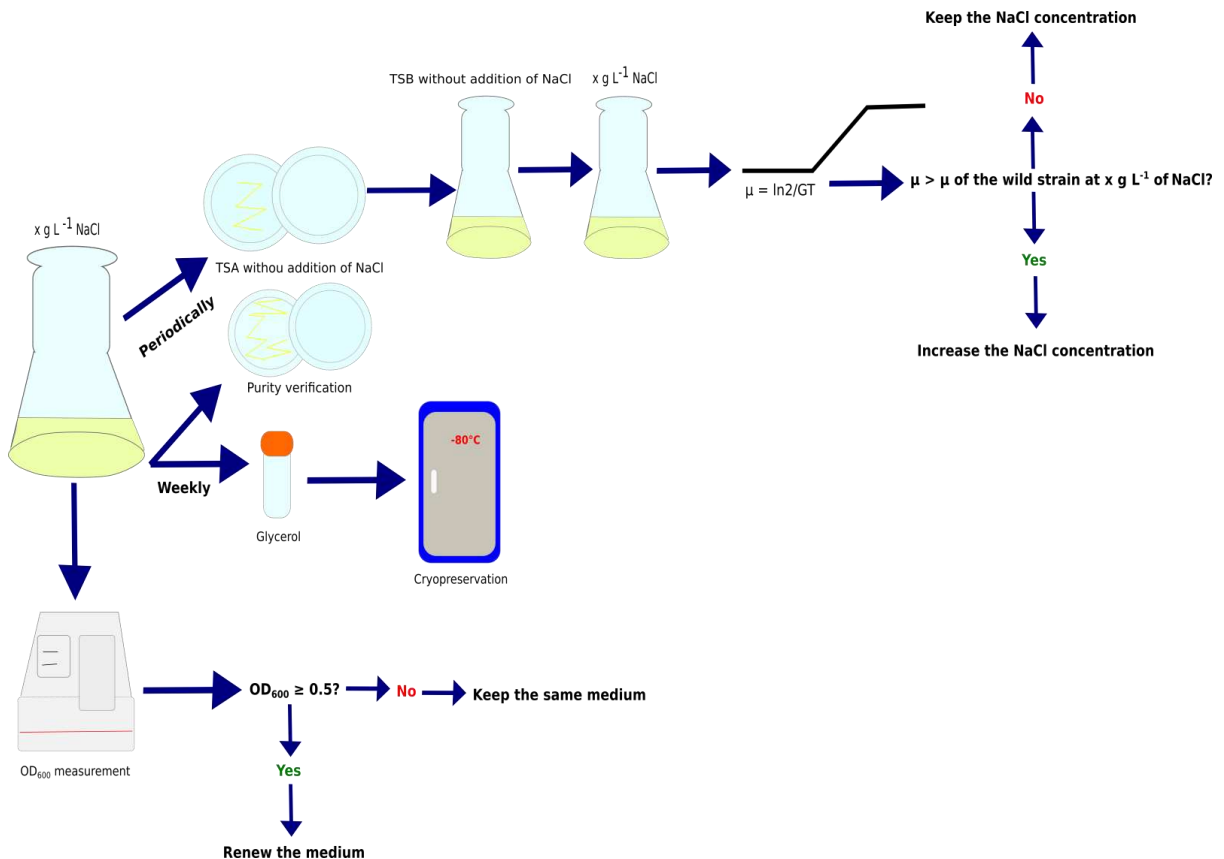 Keep the NaCl concentration
No
TSB without addition of NaCl
x g L⁻¹ NaCl
μ = ln2/GT
μ > μ of the wild strain at x g L⁻¹ of NaCl?
Yes
Increase the NaCl concentration
x g L⁻¹ NaCl
Periodically
TSA withou addition of NaCl
Purity verification
Weekly
Glycerol
-80°C
Cryopreservation
OD₆₀₀ measurement
OD₆₀₀ ≥ 0.5?
No
Keep the same medium
Yes
Renew the medium